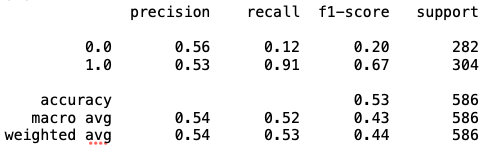 precision recall f1-score support
0.0 0.56 0.12 0.20 282
1.0 0.53 0.91 0.67 304
accuracy 0.53 586
macro avg 0.54 0.52 0.43 586
weighted avg 0.54 0.53 0.44 586